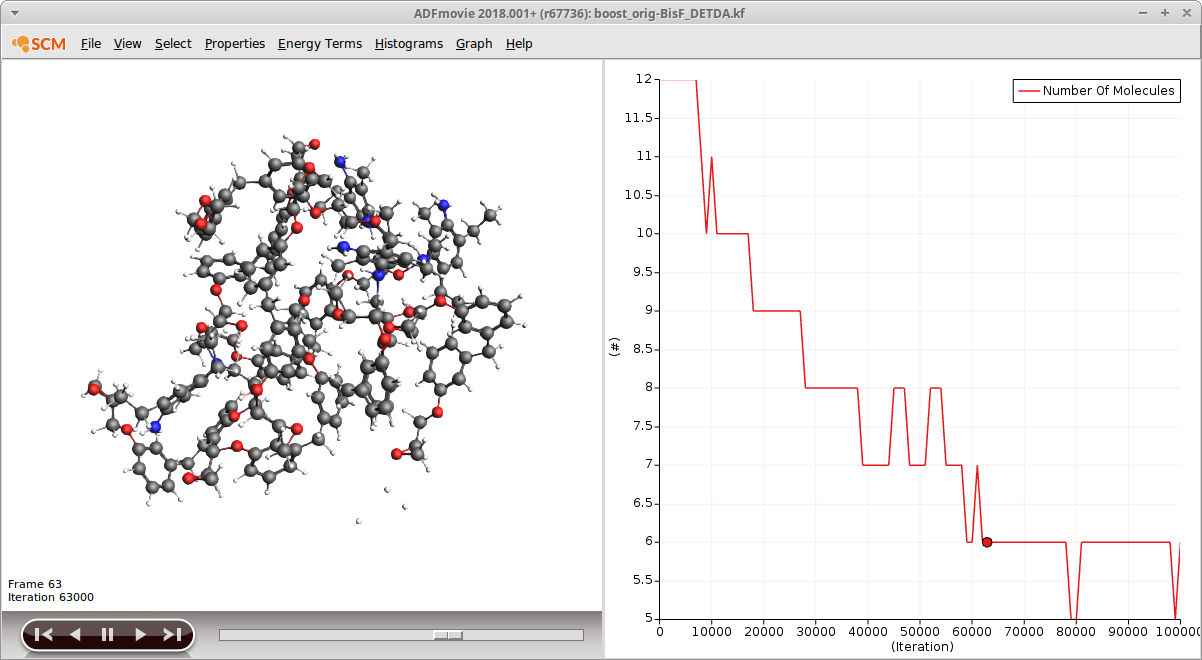 ADFmovie 2018.001+ (r67736): boost_orig-BisF_DETDA.kf
SCM File View Select Properties Energy Terms Histograms Graph Help
Number Of Molecules
12
11.5
11
10.5
10
9.5
9
8.5
(#)
8
7.5
7
6.5
6
5.5
5
0 10000 20000 30000 40000 50000 60000 70000 80000 90000 100000
(Iteration)
Frame 63
Iteration 63000